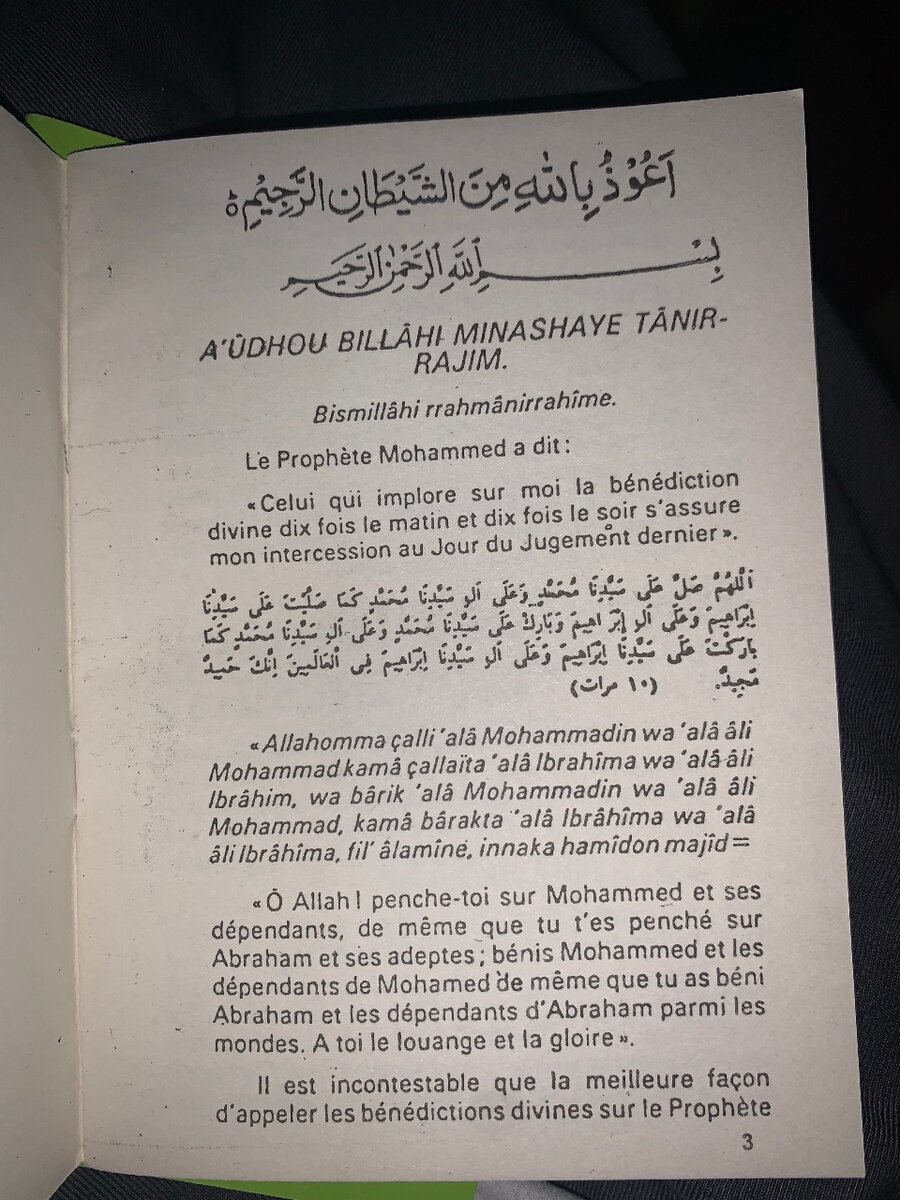 اَعُوْذُ بِاللهِ مِنَ الشَّيْطَانِ الرَّجِيْمِ ه
بِسْمِ اللَّهِ الرَّحْمٰنِ الرَّحِيمِ
A'ÛDHOU BILLÂHI MINASHAYE TÂNIR-
RAJIM.
Bismillâhi rrahmânirrahîme.
Le Prophète Mohammed a dit :
«Celui qui implore sur moi la bénédiction
divine dix fois le matin et dix fois le soir s'assure
mon intercession au Jour du Jugement dernier».
اَللَّهُمَّ صَلِّ عَلَى سَيِّدِنَا مُحَمَّدٍ وَعَلَى آلِ سَيِّدِنَا مُحَمَّدٍ كَمَا صَلَّيْتَ عَلَى سَيِّدِنَا
إِبْرَاهِيمَ وَعَلَى آلِ إِبْرَاهِيمَ وَبَارِكْ عَلَى سَيِّدِنَا مُحَمَّدٍ وَعَلَى آلِ سَيِّدِنَا مُحَمَّدٍ كَمَا
بَارَكْتَ عَلَى سَيِّدِنَا إِبْرَاهِيمَ وَعَلَى آلِ سَيِّدِنَا إِبْرَاهِيمَ فِى الْعَالَمِينَ إِنَّكَ حَمِيدٌ
مَجِيدٌ. (١٠ مرات)
«Allahomma çalli 'alâ Mohammadin wa 'alâ âli
Mohammad kamâ çallaïta 'alâ Ibrahîma wa 'alâ âli
Ibrâhim, wa bârik 'alâ Mohammadin wa 'alâ âli
Mohammad, kamâ bârakta 'alâ Ibrâhîma wa 'alâ
âli Ibrâhîma, fil' âlamîne, innaka hamîdon majîd =
«Ô Allah ! penche-toi sur Mohammed et ses
dépendants, de même que tu t'es penché sur
Abraham et ses adeptes ; bénis Mohammed et les
dépendants de Mohamed de même que tu as béni
Abraham et les dépendants d'Abraham parmi les
mondes. A toi le louange et la gloire».
Il est incontestable que la meilleure façon
d'appeler les bénédictions divines sur le Prophète
3